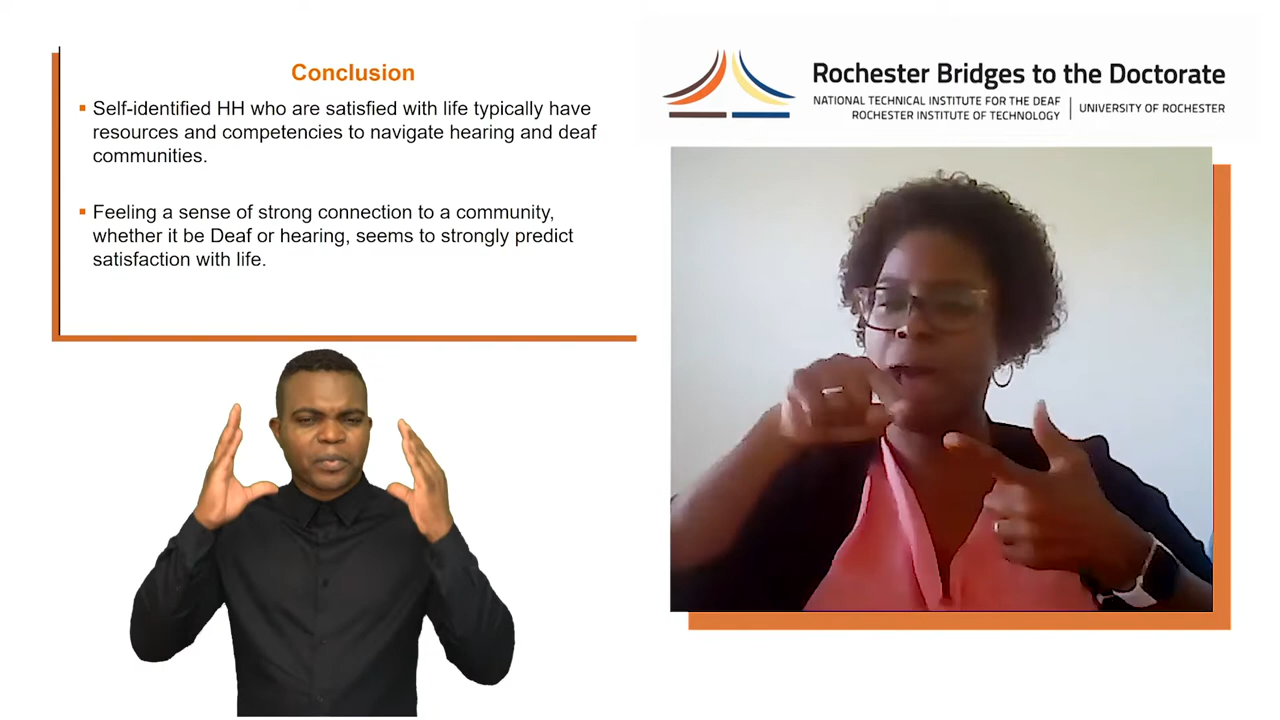 Conclusion
▪ Self-identified HH who are satisfied with life typically have
resources and competencies to navigate hearing and deaf
communities.
▪ Feeling a sense of strong connection to a community,
whether it be Deaf or hearing, seems to strongly predict
satisfaction with life.
Rochester Bridges to the Doctorate
NATIONAL TECHNICAL INSTITUTE FOR THE DEAF
ROCHESTER INSTITUTE OF TECHNOLOGY
UNIVERSITY OF ROCHESTER